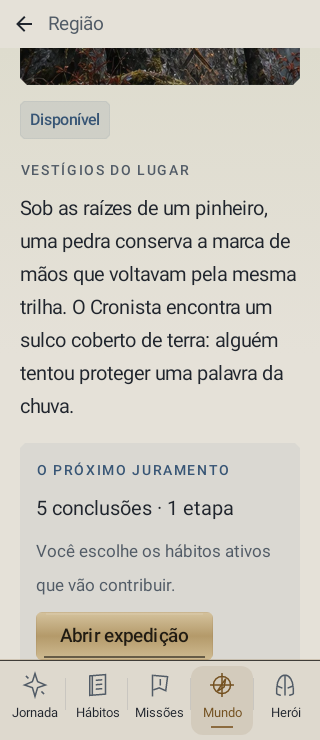 Região
Disponível
VESTÍGIOS DO LUGAR
Sob as raízes de um pinheiro,
uma pedra conserva a marca de
mãos que voltavam pela mesma
trilha. O Cronista encontra um
sulco coberto de terra: alguém
tentou proteger uma palavra da
chuva.
O PRÓXIMO JURAMENTO
5 conclusões · 1 etapa
Você escolhe os hábitos ativos
que vão contribuir.
Abrir expedição
Jornada Hábitos Missões Mundo Herói